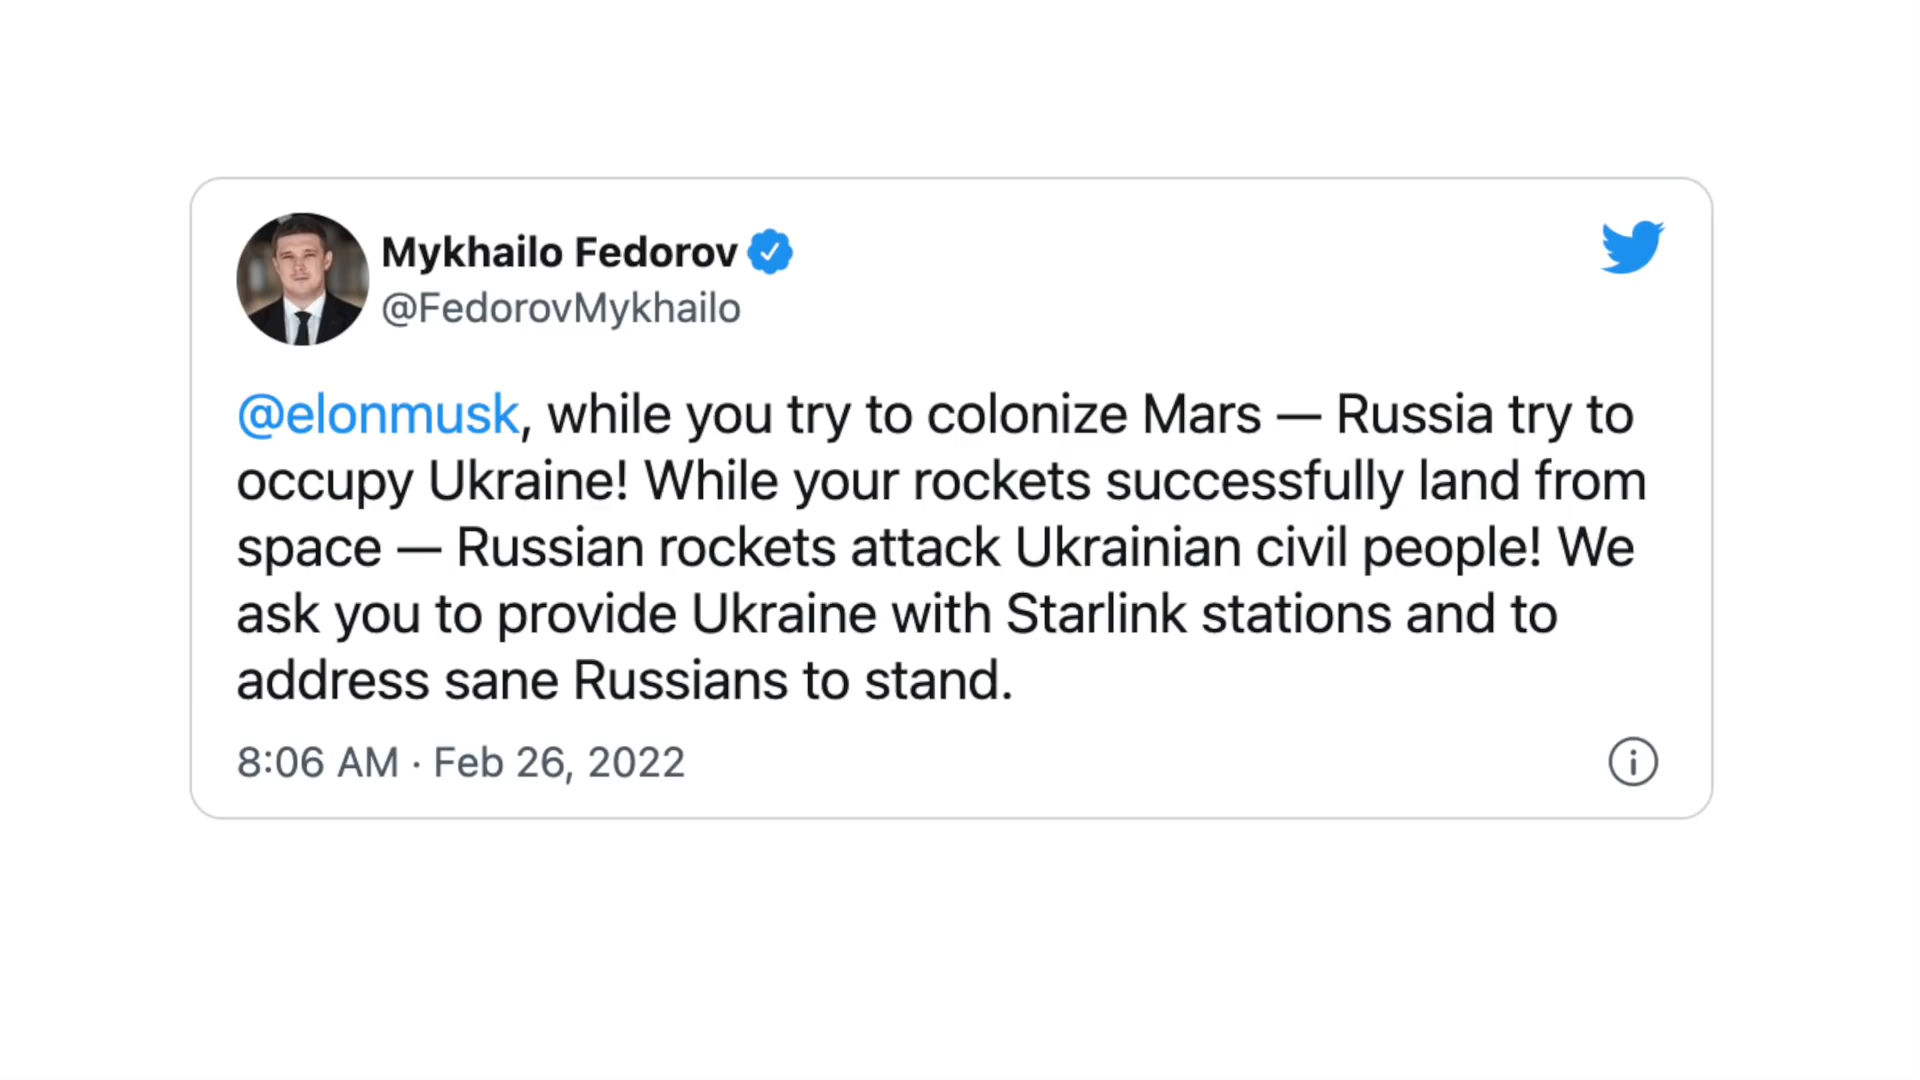 Mykhailo Fedorov
@FedorovMykhailo
@elonmusk, while you try to colonize Mars — Russia try to
occupy Ukraine! While your rockets successfully land from
space — Russian rockets attack Ukrainian civil people! We
ask you to provide Ukraine with Starlink stations and to
address sane Russians to stand.
8:06 AM · Feb 26, 2022